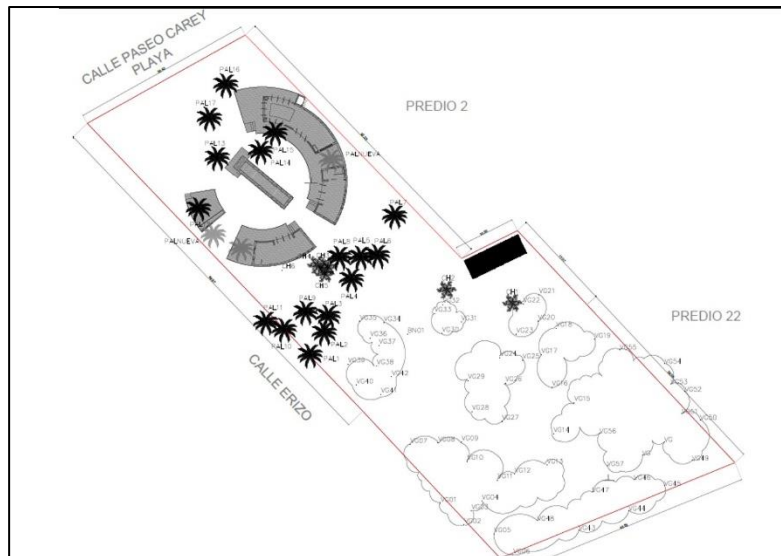 CALLE PASEO CAREY
PLAYA
PREDIO 2
PREDIO 22
CALLE ERIZO
PAL16
PAL17
PAL13
PAL15
PAL14
PALNUEVA
PALNUEVA
PAL7
PAL8
PAL5
PAL6
PAL4
CH6
CH5
PAL9
PAL3
PAL11
PAL10
PAL2
PAL1
CH2
CH1
VG35
VG34
VG36
VG37
VG38
VG39
VG40
VG41
VG42
BN01
VG33
VG31
VG30
VG21
VG22
VG20
VG23
VG18
VG19
VG17
VG16
VG24
VG25
VG29
VG26
VG28
VG27
VG55
VG54
VG53
VG52
VG50
VG49
VG15
VG14
VG56
VG57
VG
VG
VG07
VG08
VG09
VG10
VG11
VG12
VG13
VG01
VG02
VG03
VG04
VG05
VG06
VG48
VG43
VG47
VG46
VG45
VG44